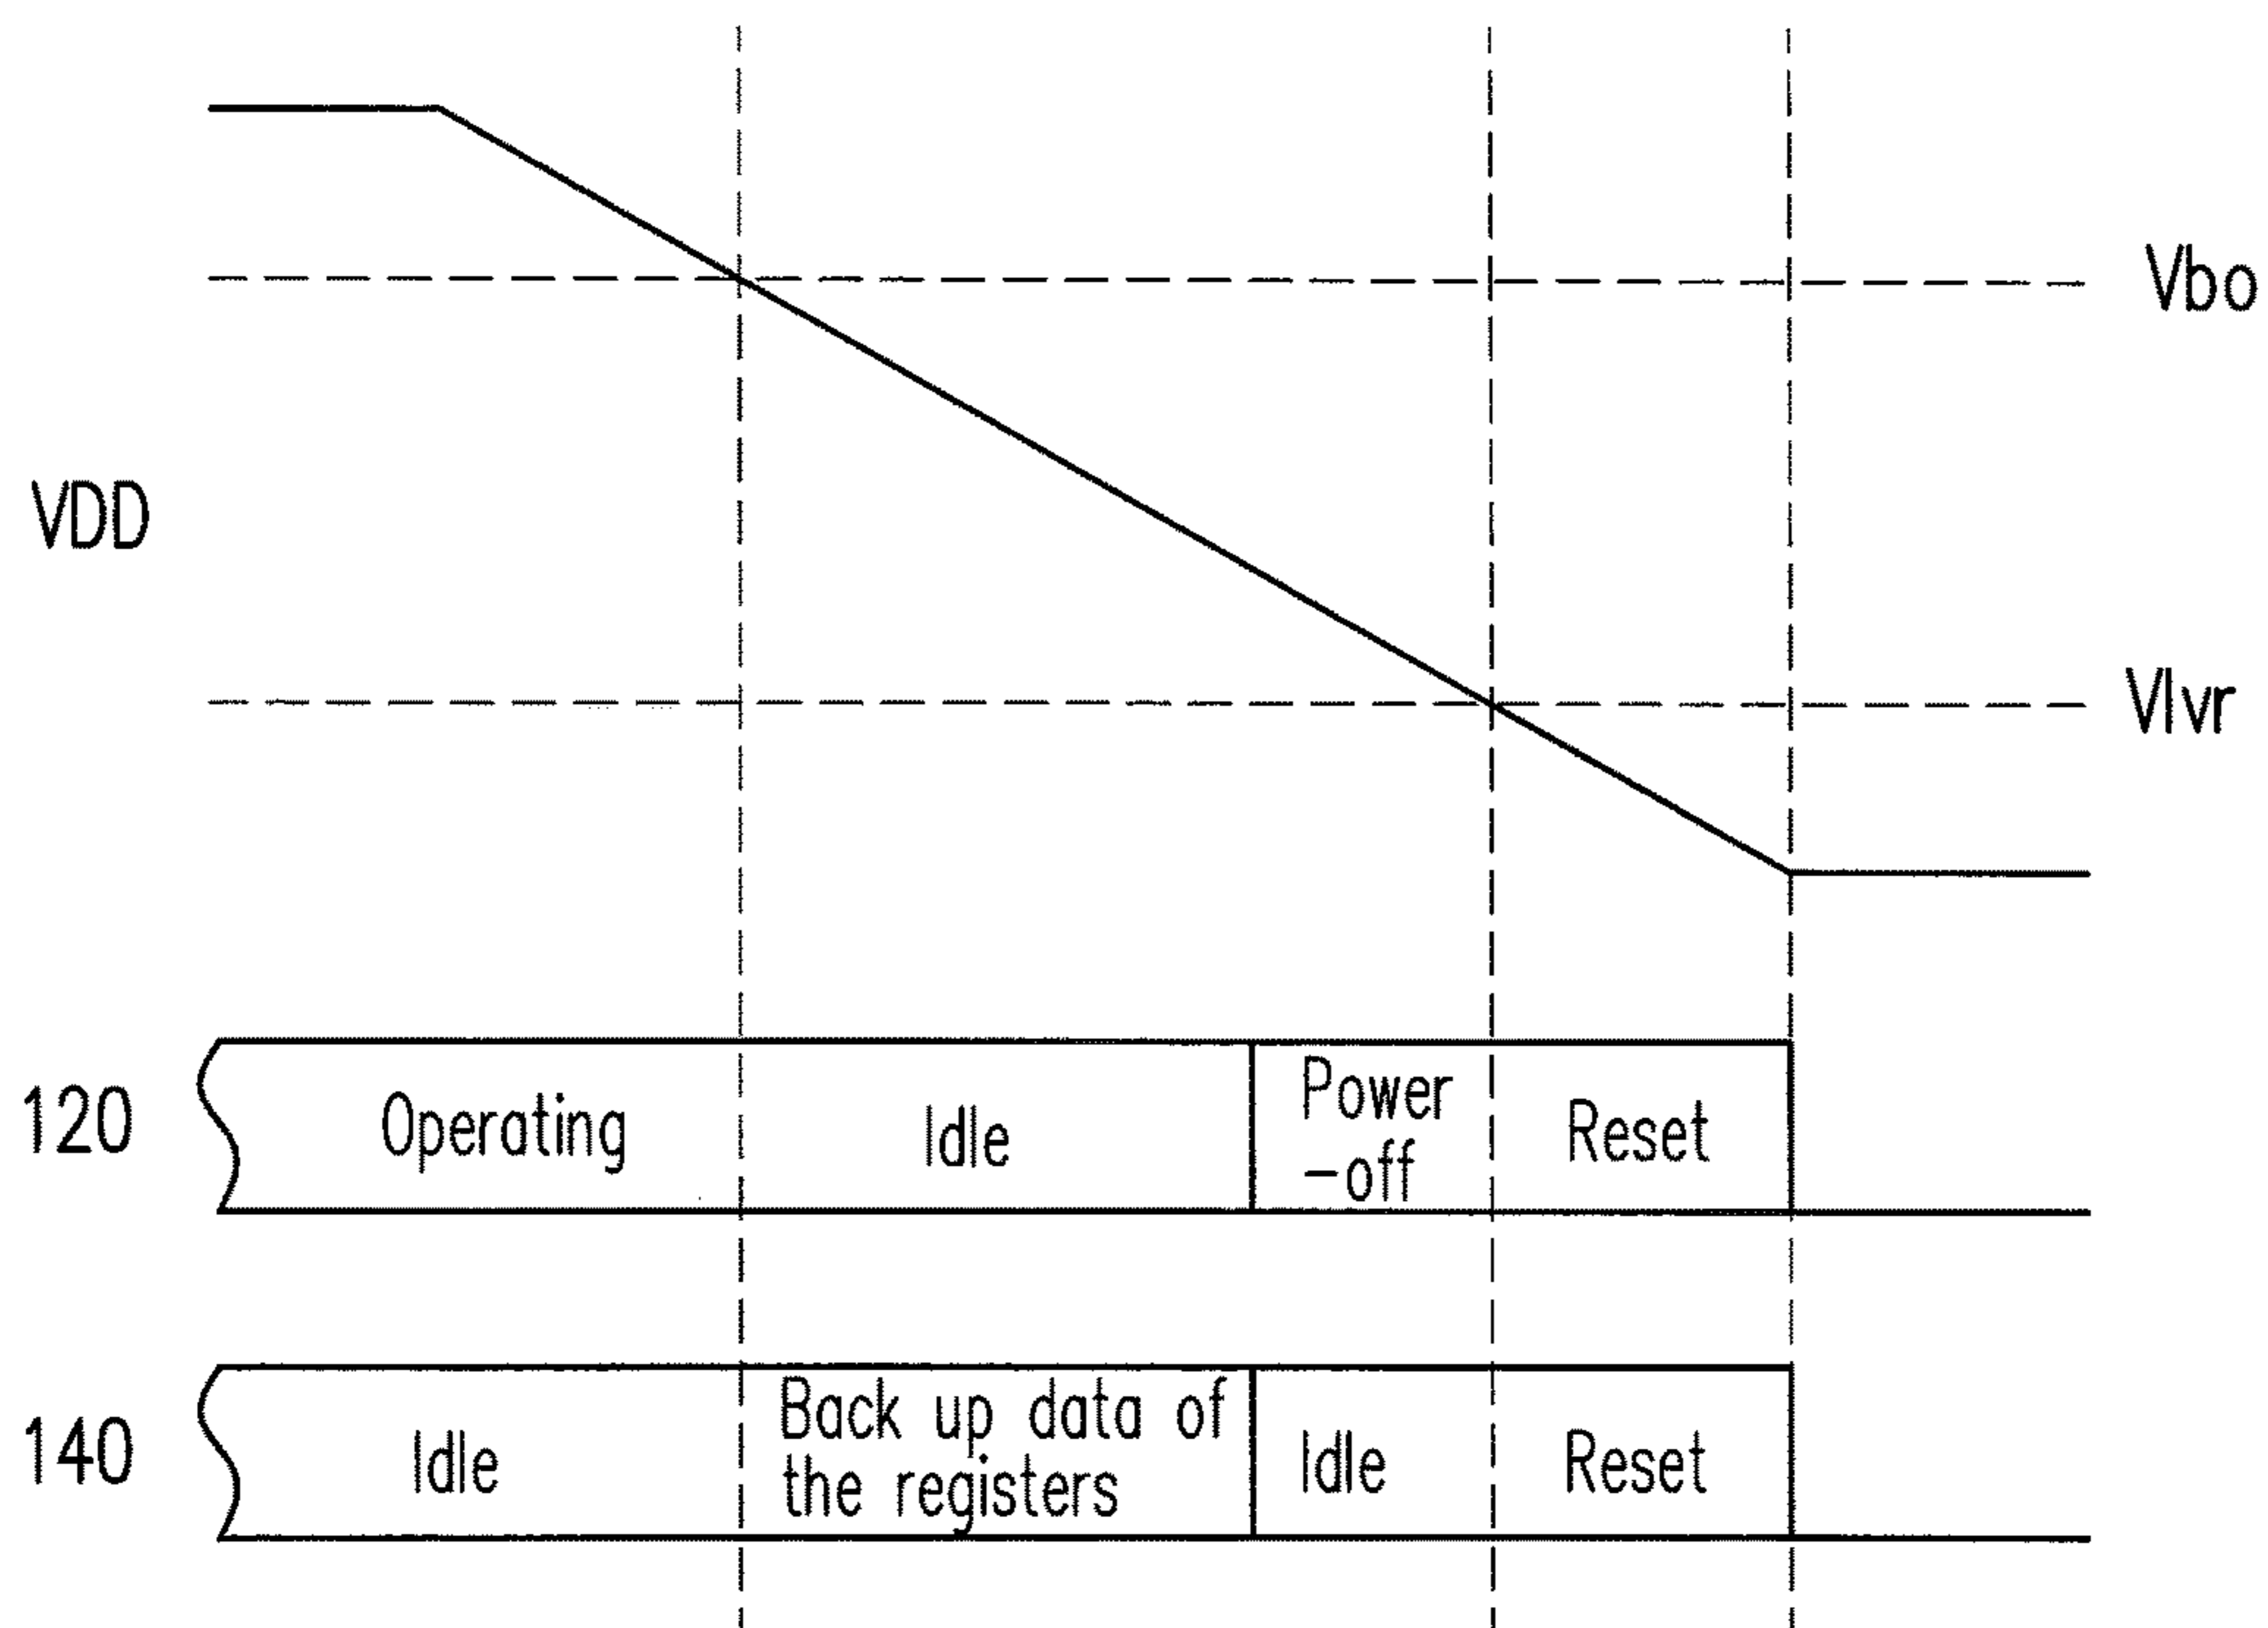 Vbo
VDD
Vlvr
120
Operating
Idle
Power
-off
Reset
140
Idle
Back up data of
the registers
Idle
Reset